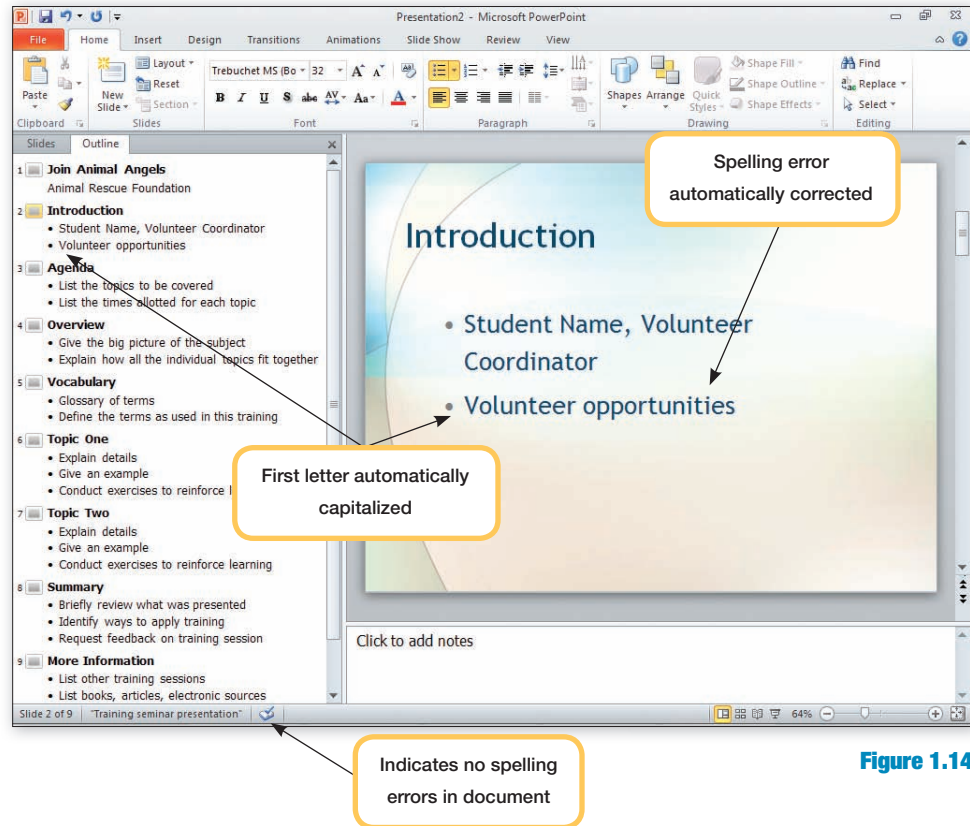 Presentation2 - Microsoft PowerPoint
File Home Insert Design Transitions Animations Slide Show Review View
Paste
New Slide
Layout
Reset
Section
Trebuchet MS (Bo 32 A A
B I U S abc AV Aa A
Shapes Arrange Quick Styles
Shape Fill
Shape Outline
Shape Effects
Find
Replace
Select
Clipboard Slides Font Paragraph Drawing Editing
Slides Outline
1 Join Animal Angels
Animal Rescue Foundation
2 Introduction
• Student Name, Volunteer Coordinator
• Volunteer opportunities
3 Agenda
• List the topics to be covered
• List the times allotted for each topic
4 Overview
• Give the big picture of the subject
• Explain how all the individual topics fit together
5 Vocabulary
• Glossary of terms
• Define the terms as used in this training
6 Topic One
• Explain details
• Give an example
• Conduct exercises to reinforce l
7 Topic Two
• Explain details
• Give an example
• Conduct exercises to reinforce learning
8 Summary
• Briefly review what was presented
• Identify ways to apply training
• Request feedback on training session
9 More Information
• List other training sessions
• List books, articles, electronic sources
Spelling error
automatically corrected
Introduction
• Student Name, Volunteer
Coordinator
• Volunteer opportunities
First letter automatically
capitalized
Click to add notes
Slide 2 of 9 "Training seminar presentation" 64%
Indicates no spelling
errors in document
Figure 1.14